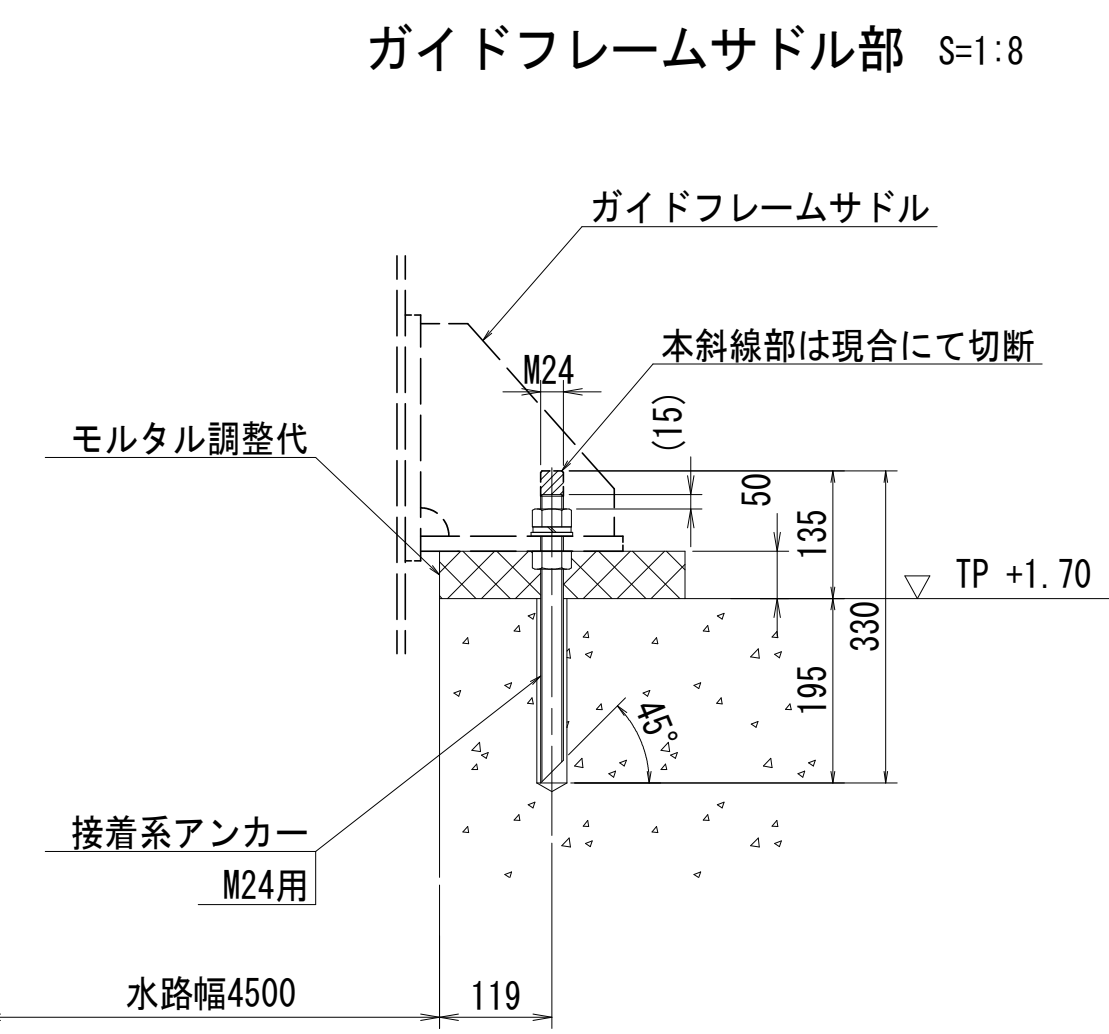 ガイドフレームサドル部 S=1:8
ガイドフレームサドル
本斜線部は現合にて切断
M24
(15)
モルタル調整代
50
135
TP +1.70
330
195
45°
接着系アンカー
M24用
水路幅4500
119